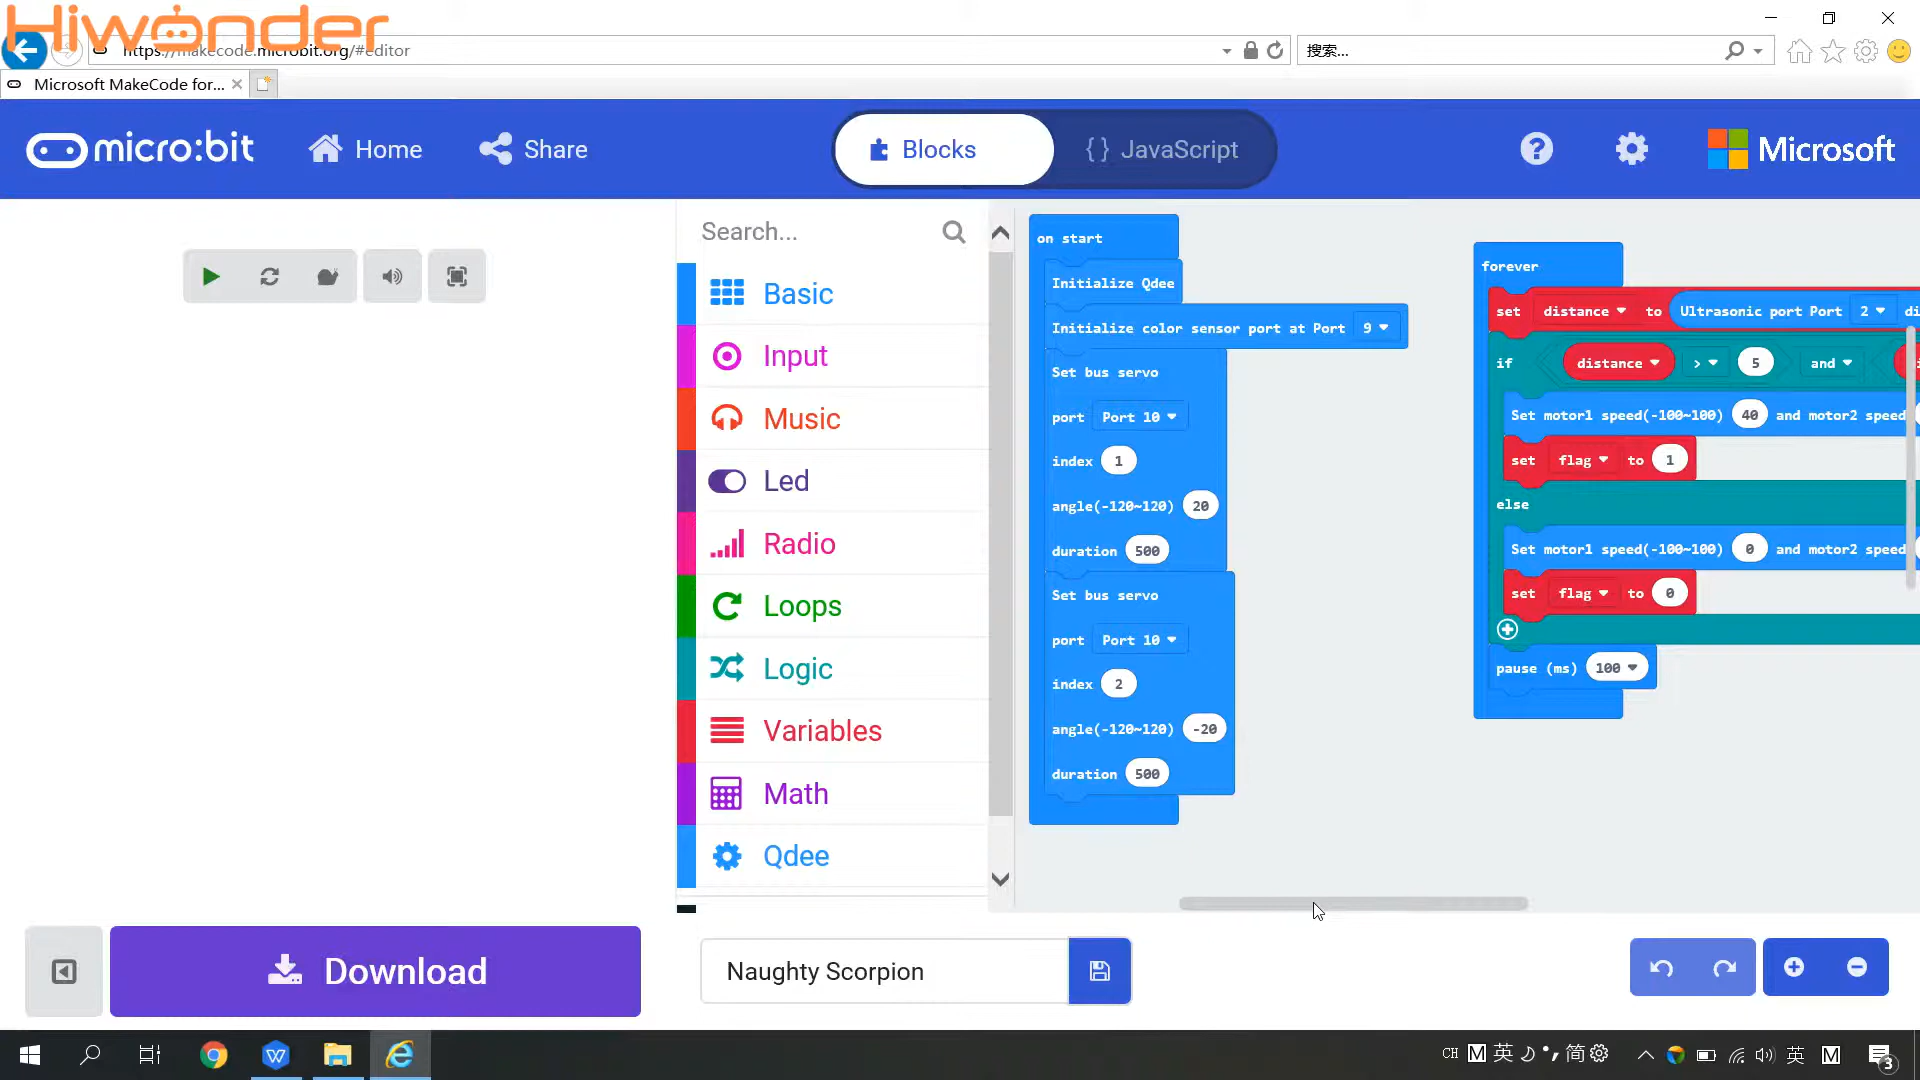 Hiwonder
https://makecode.microbit.org/#editor
搜索...
Microsoft MakeCode for...
micro:bit
Home
Share
Blocks
{ } JavaScript
Microsoft
Search...
Basic
Input
Music
Led
Radio
Loops
Logic
Variables
Math
Qdee
on start
Initialize Qdee
Initialize color sensor port at Port 9
Set bus servo
port Port 10
index 1
angle(-120~120) 20
duration 500
Set bus servo
port Port 10
index 2
angle(-120~120) -20
duration 500
forever
set distance to Ultrasonic port Port 2 di
if distance > 5 and
Set motor1 speed(-100~100) 40 and motor2 speed
set flag to 1
else
Set motor1 speed(-100~100) 0 and motor2 speed
set flag to 0
pause (ms) 100
Download
Naughty Scorpion
CH M 英 简
英 M 3